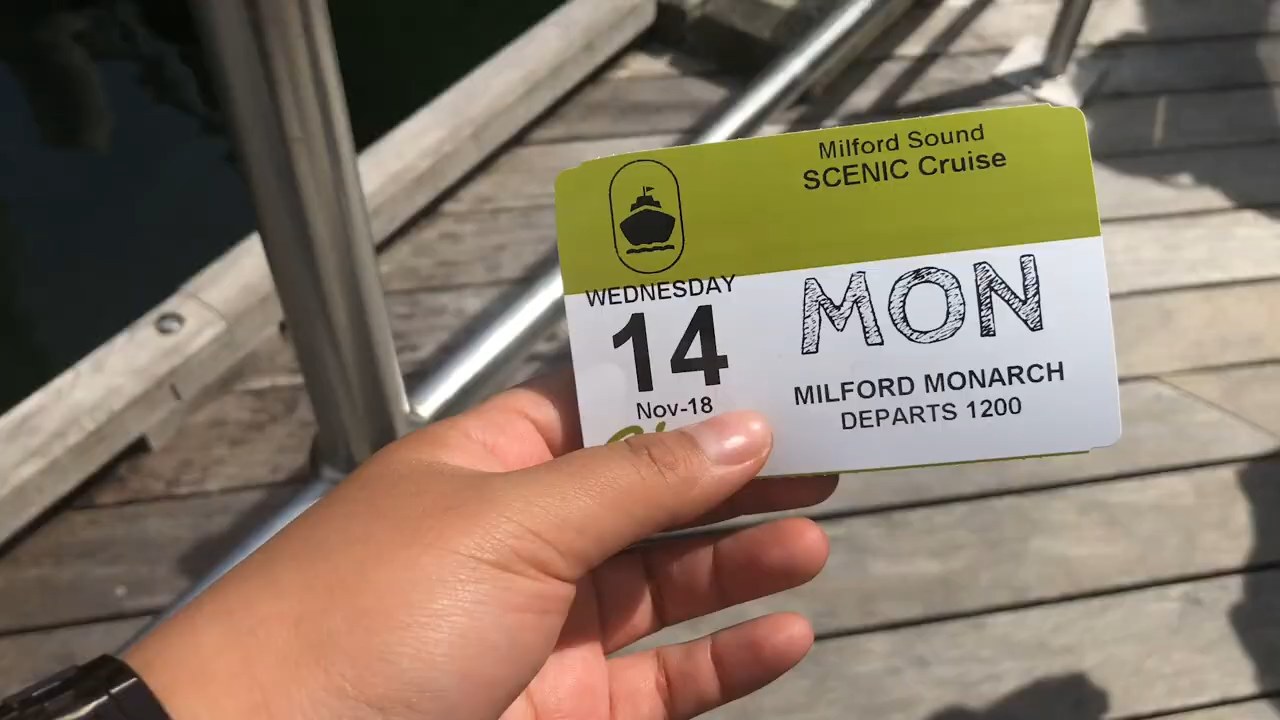 Milford Sound
SCENIC Cruise
WEDNESDAY
14
Nov-18
MON
MILFORD MONARCH
DEPARTS 1200